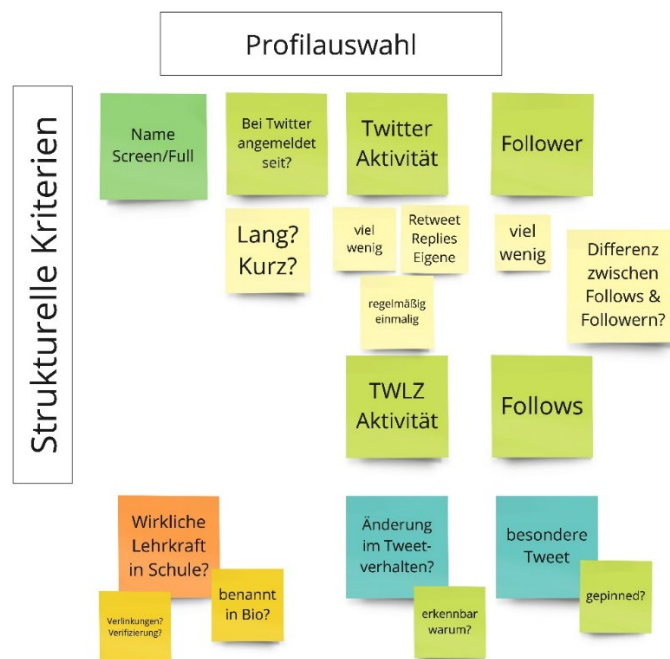 Profilauswahl
Strukturelle Kriterien
Name
Screen/Full
Bei Twitter
angemeldet
seit?
Twitter
Aktivität
Follower
Lang?
Kurz?
viel
wenig
Retweet
Replies
Eigene
viel
wenig
Differenz
zwischen
Follows &
Followern?
regelmäßig
einmalig
TWLZ
Aktivität
Follows
Wirkliche
Lehrkraft
in Schule?
Verlinkungen?
Verifizierung?
benannt
in Bio?
Änderung
im Tweet-
verhalten?
erkennbar
warum?
besondere
Tweet
gepinned?